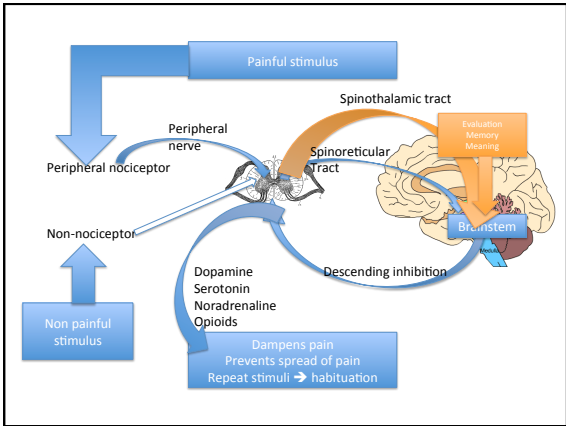 Painful stimulus
Spinothalamic tract
Evaluation
Memory
Meaning
Peripheral
nerve
Spinoreticular
Tract
Peripheral nociceptor
Non-nociceptor
Brainstem
Medulla
Descending inhibition
Dopamine
Serotonin
Noradrenaline
Opioids
Non painful
stimulus
Dampens pain
Prevents spread of pain
Repeat stimuli ➔ habituation